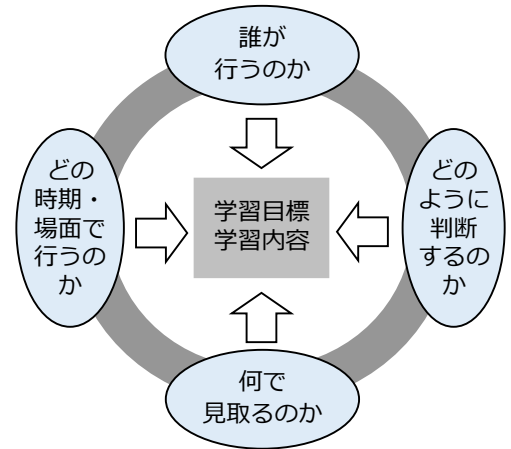 誰が
行うのか
どの
時期・
場面で
行うの
か
学習目標
学習内容
どの
ように
判断
するの
か
何で
見取るのか